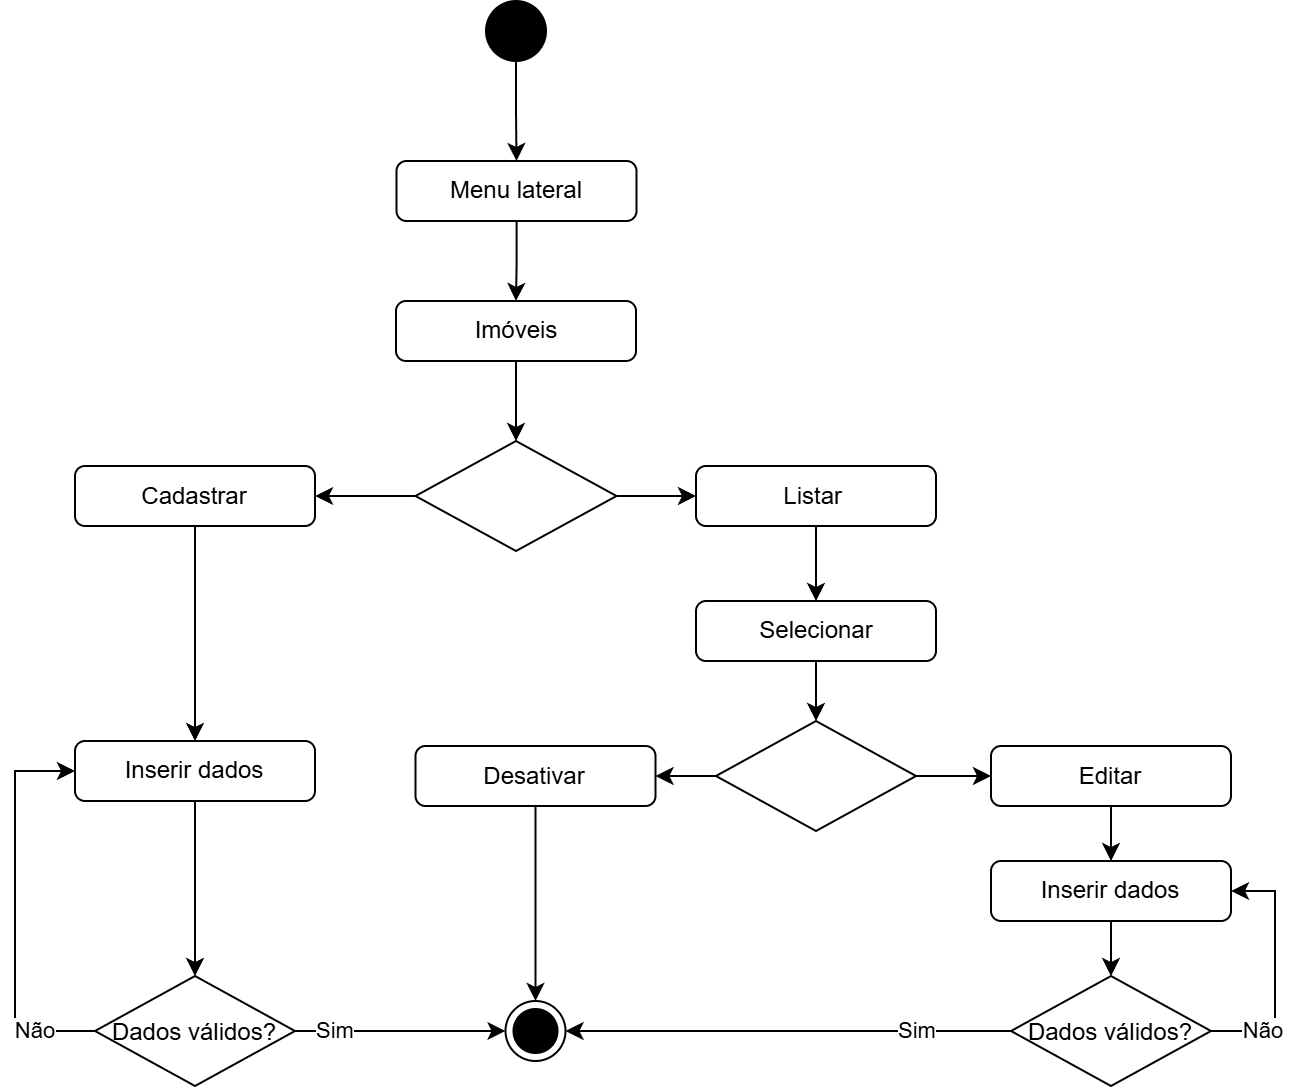 Menu lateral
Imóveis
Cadastrar
Listar
Selecionar
Inserir dados
Desativar
Editar
Inserir dados
Não
Dados válidos?
Sim
Sim
Dados válidos?
Não